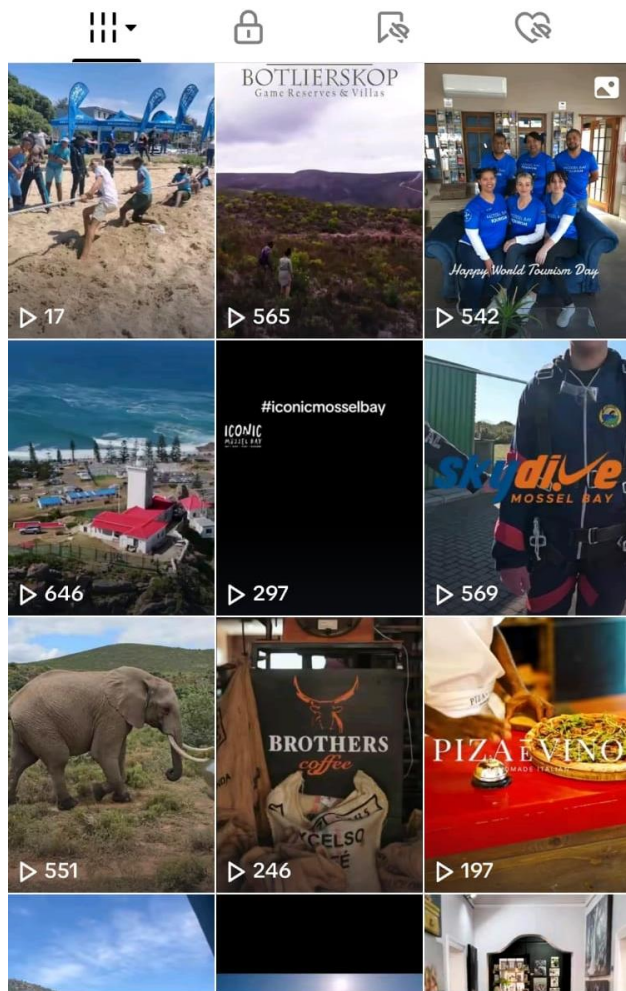 BOTLIERSKOP
Game Reserves & Villas
Happy World Tourism Day
17
565
542
#iconicmosselbay
ICONIC
MOSSEL BAY
skydive
MOSSEL BAY
646
297
569
BROTHERS
coffee
PIZA ē VINO
551
246
197